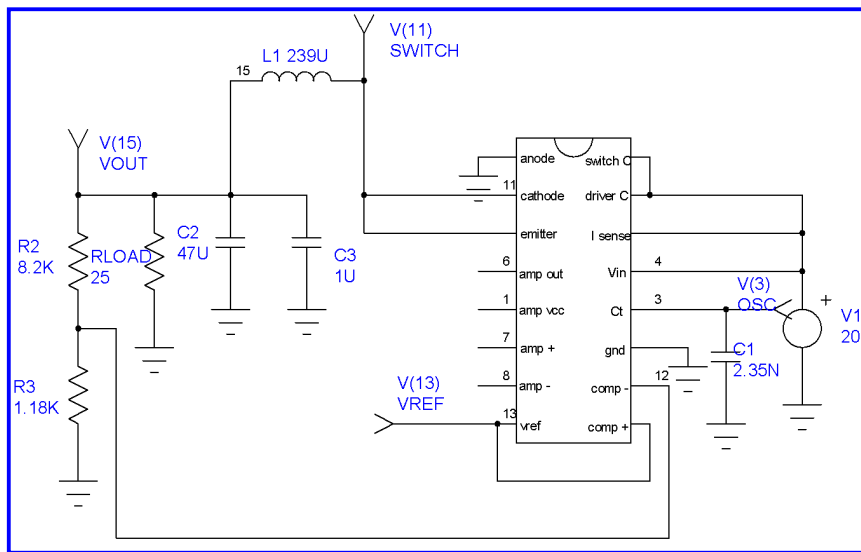 V(11)
SWITCH
L1 239U
15
V(15)
VOUT
R2
8.2K
RLOAD
25
C2
47U
C3
1U
R3
1.18K
V(13)
VREF
anode
11
cathode
emitter
6
amp out
1
amp vcc
7
amp +
8
amp -
13
vref
switch C
driver C
I sense
4
Vin
3
Ct
gnd
12
comp -
comp +
V(3)
OSC
C1
2.35N
+
V1
20